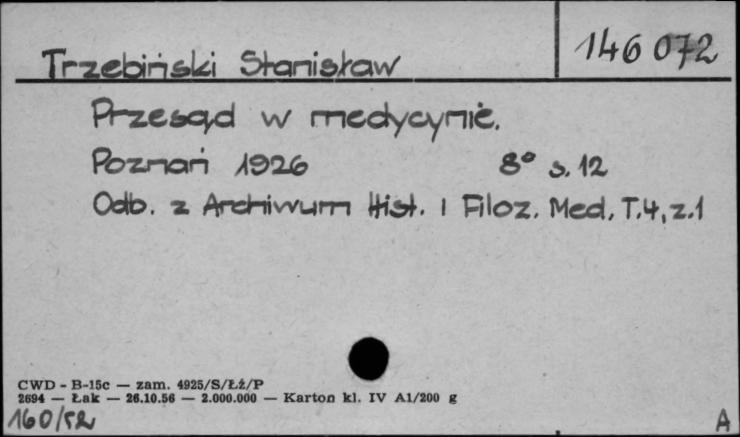 Trzebiński Stanisław 146 072
Przesąd w medycynie.
Poznań 1926 8° s. 12
Odb. z Archiwum Hist. i Filoz. Med. T.4, z.1
CWD - B-15c — zam. 4925/S/Łż/P
2694 — Łak — 26.10.56 — 2.000.000 — Karton kl. IV A1/200 g
160/52 A